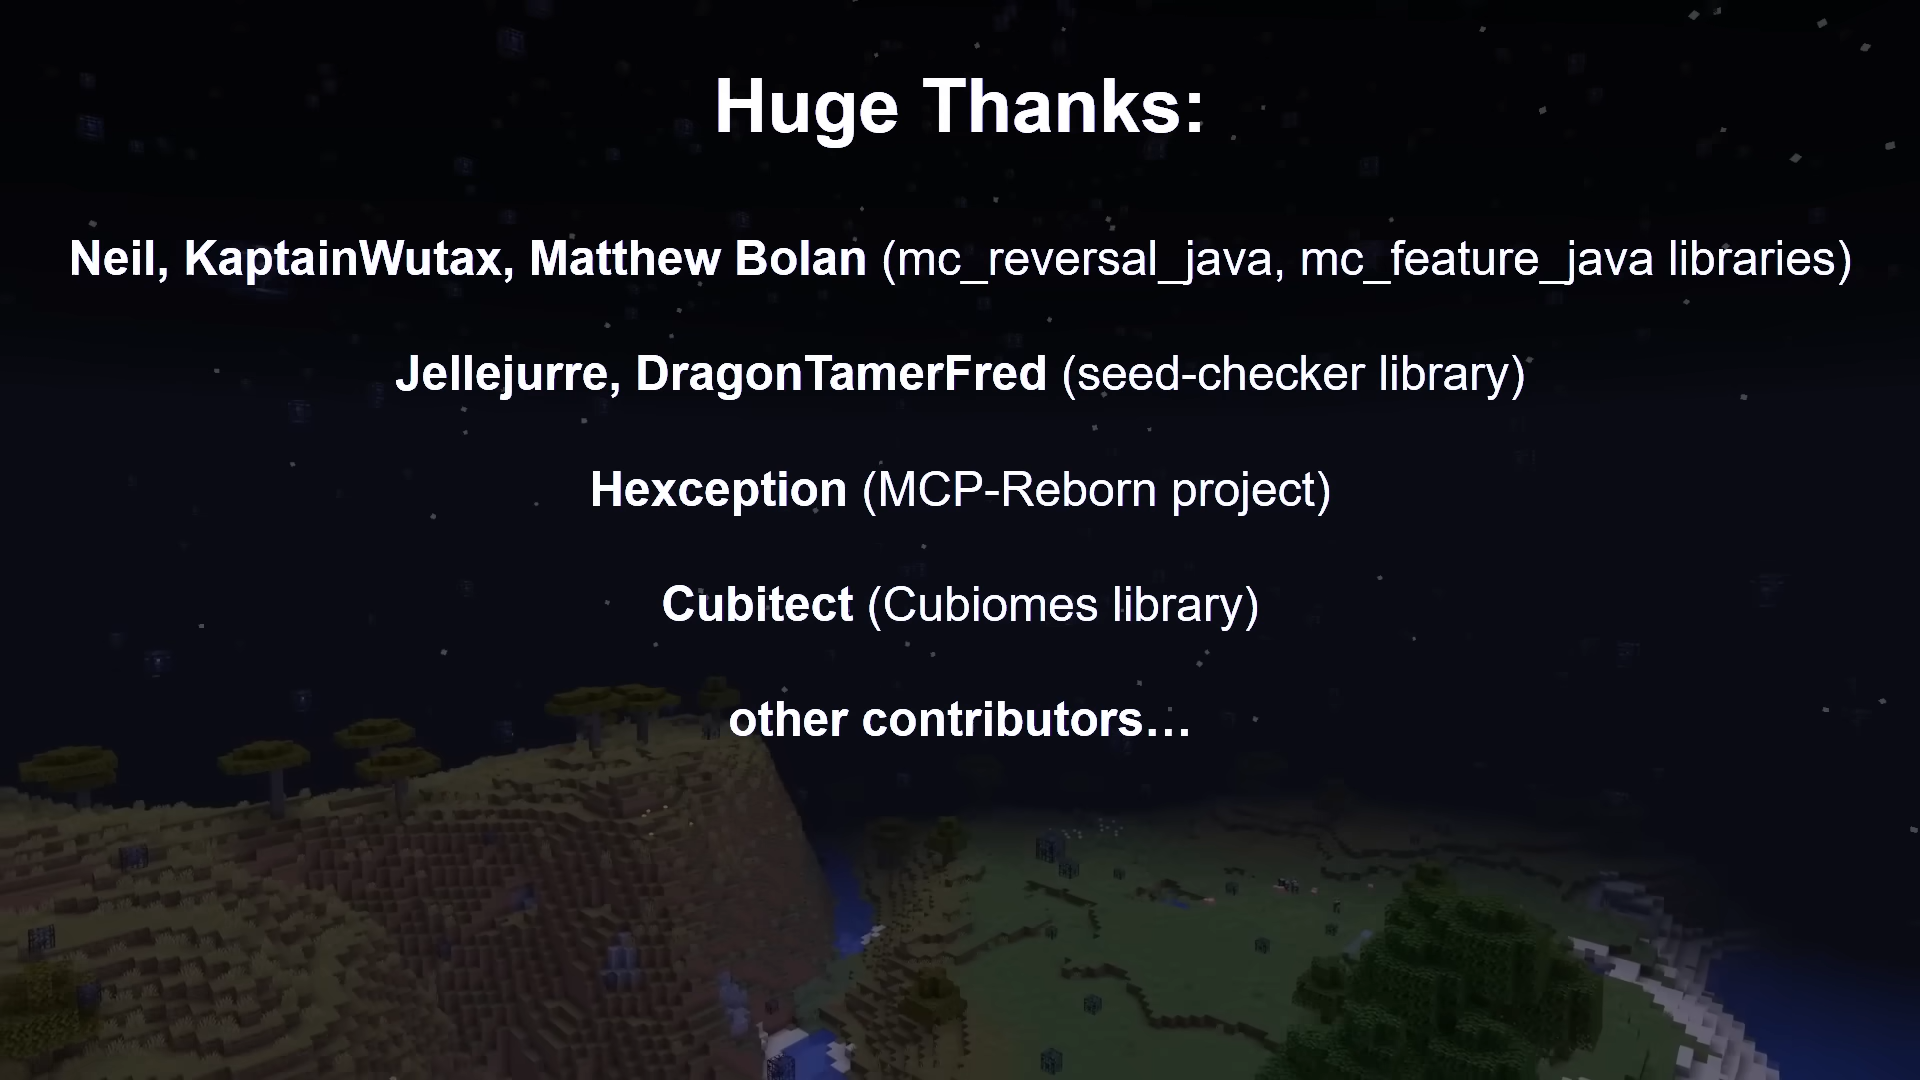 Huge Thanks:
Neil, KaptainWutax, Matthew Bolan (mc_reversal_java, mc_feature_java libraries)
Jellejurre, DragonTamerFred (seed-checker library)
Hexception (MCP-Reborn project)
Cubitect (Cubiomes library)
other contributors…